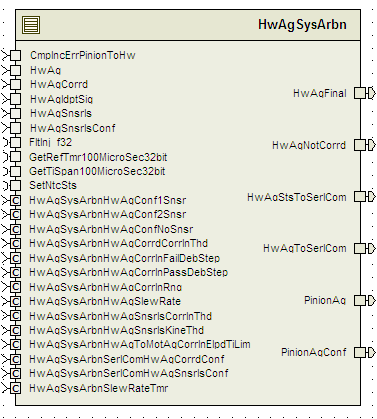 HwAgSysArbn
CmplncErrPinionToHw
HwAg
HwAgCorrd
HwAgIdptSig
HwAgSnsrls
HwAgSnsrlsConf
FltInj_f32
GetRefTmr100MicroSec32bit
GetTiSpan100MicroSec32bit
SetNtcSts
C HwAgSysArbnHwAgConf1Snsr
C HwAgSysArbnHwAgConf2Snsr
C HwAgSysArbnHwAgConfNoSnsr
C HwAgSysArbnHwAgCorrdCorrlnThd
C HwAgSysArbnHwAgCorrlnFailDebStep
C HwAgSysArbnHwAgCorrlnPassDebStep
C HwAgSysArbnHwAgCorrlnRng
C HwAgSysArbnHwAgSlewRate
C HwAgSysArbnHwAgSnsrlsCorrlnThd
C HwAgSysArbnHwAgSnsrlsKineThd
C HwAgSysArbnHwAgToMotAgCorrlnElpdTiLim
C HwAgSysArbnSerlComHwAgCorrdConf
C HwAgSysArbnSerlComHwAgSnsrlsConf
C HwAgSysArbnSlewRateTmr
HwAgFinal
HwAgNotCorrd
HwAgStsToSerlCom
HwAgToSerlCom
PinionAg
PinionAgConf